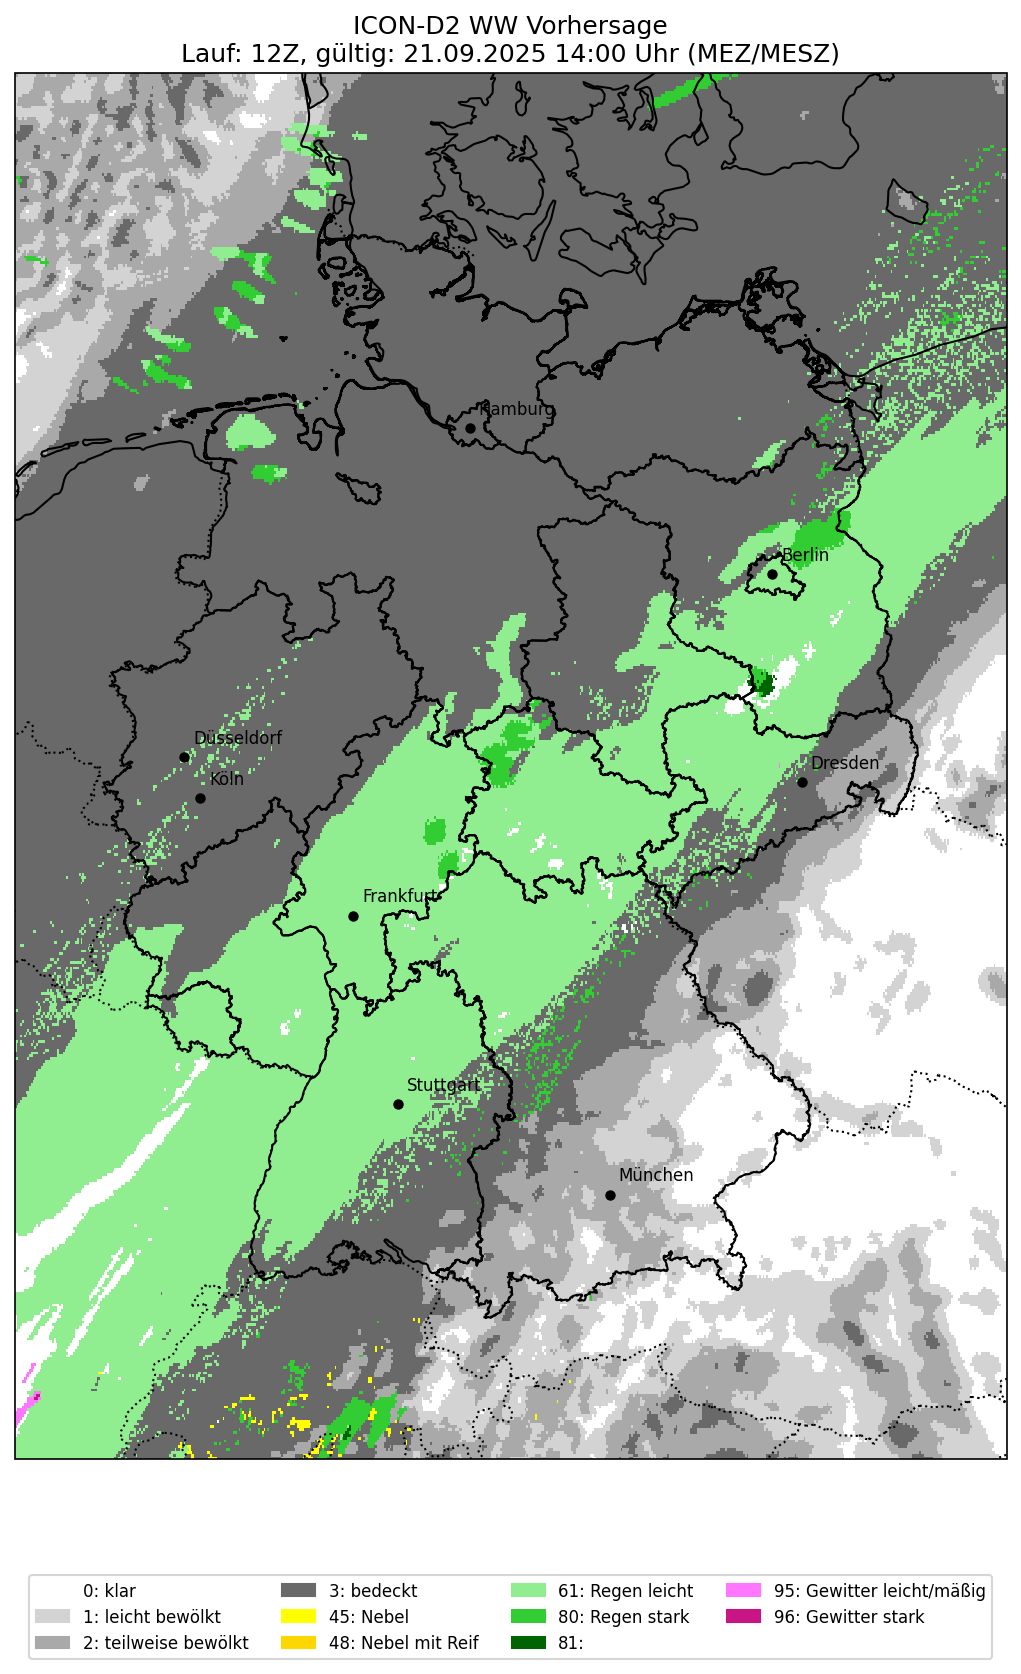 ICON-D2 WW Vorhersage
Lauf: 12Z, gültig: 21.09.2025 14:00 Uhr (MEZ/MESZ)
Hamburg
Berlin
Düsseldorf
Dresden
Köln
Frankfurt
Stuttgart
München
0: klar
1: leicht bewölkt
2: teilweise bewölkt
3: bedeckt
45: Nebel
48: Nebel mit Reif
61: Regen leicht
80: Regen stark
81:
95: Gewitter leicht/mäßig
96: Gewitter stark